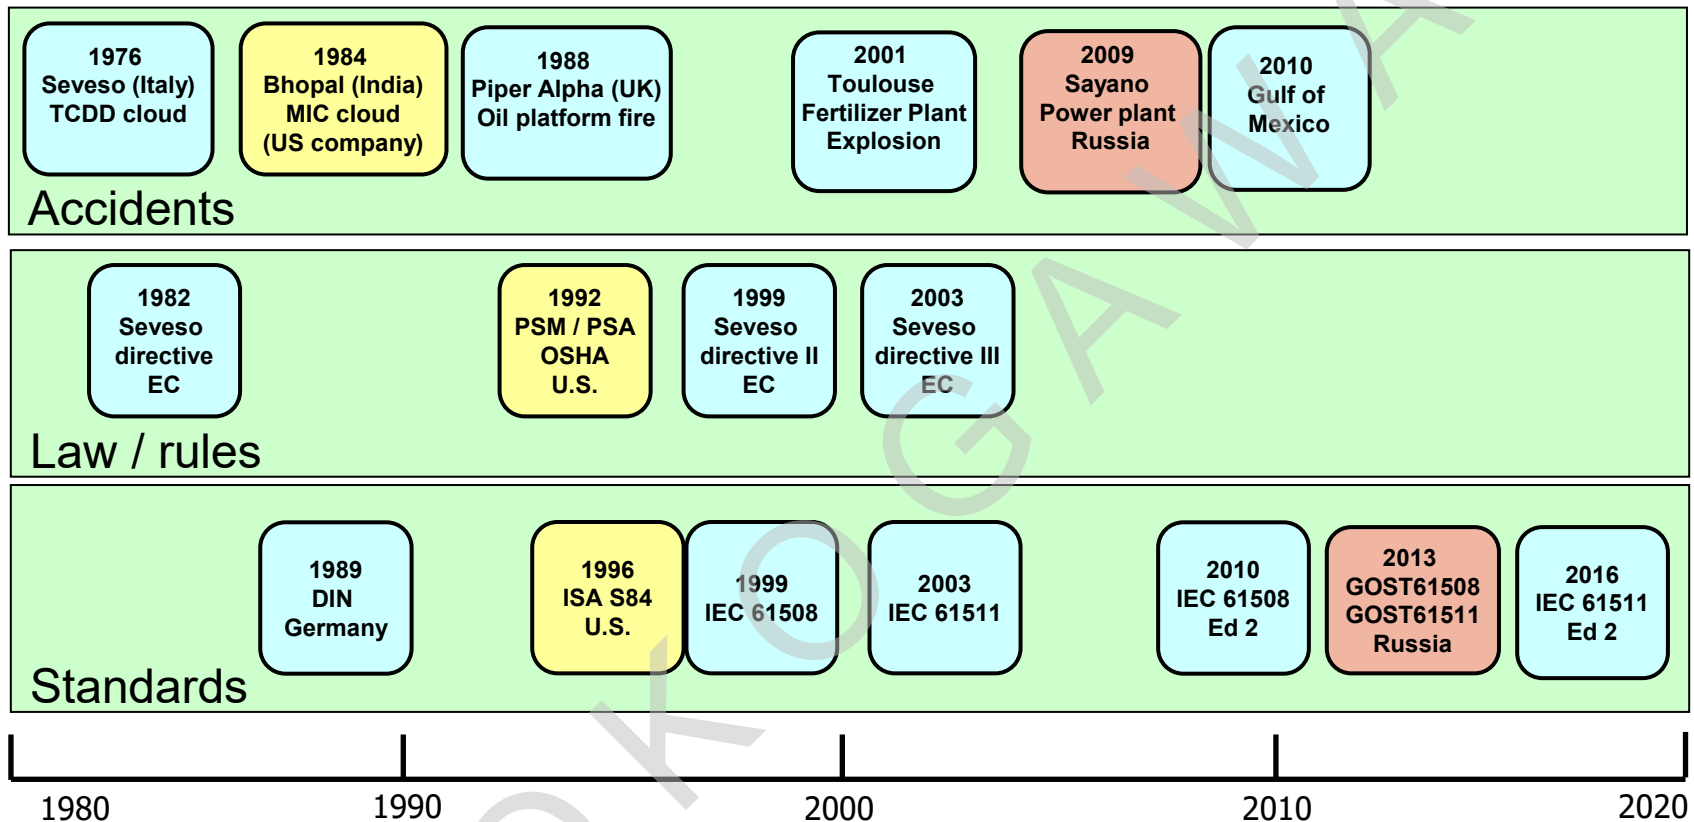 1976
Seveso (Italy)
TCDD cloud
1984
Bhopal (India)
MIC cloud
(US company)
1988
Piper Alpha (UK)
Oil platform fire
2001
Toulouse
Fertilizer Plant
Explosion
2009
Sayano
Power plant
Russia
2010
Gulf of
Mexico
Accidents
1982
Seveso
directive
EC
1992
PSM / PSA
OSHA
U.S.
1999
Seveso
directive II
EC
2003
Seveso
directive III
EC
Law / rules
1989
DIN
Germany
1996
ISA S84
U.S.
1999
IEC 61508
2003
IEC 61511
2010
IEC 61508
Ed 2
2013
GOST61508
GOST61511
Russia
2016
IEC 61511
Ed 2
Standards
1980 1990 2000 2010 2020
OKOGAWA